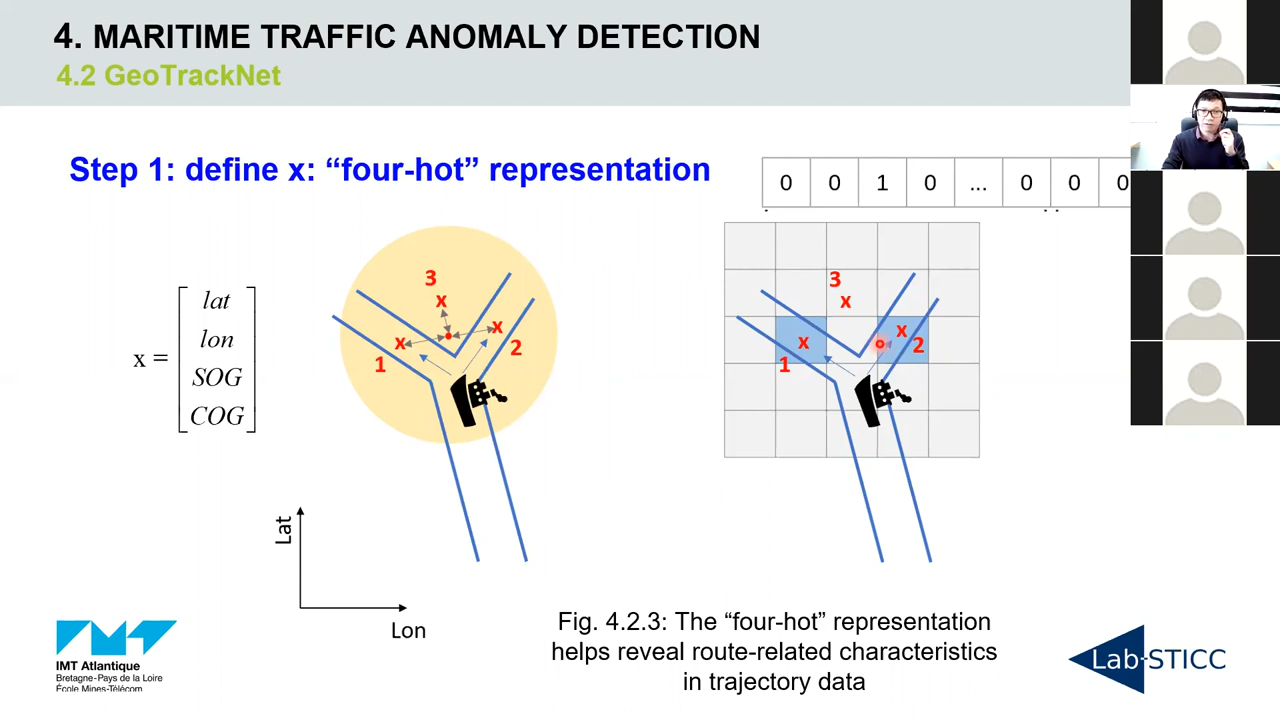 4. MARITIME TRAFFIC ANOMALY DETECTION
4.2 GeoTrackNet
Step 1: define x: “four-hot” representation
0 0 1 0 ... 0 0 0
x =
lat
lon
SOG
COG
3
x
x
x
1
2
3
x
x
x
2
1
Lat
Lon
Fig. 4.2.3: The “four-hot” representation
helps reveal route-related characteristics
in trajectory data
IMT Atlantique
Bretagne-Pays de la Loire
École Mines-Télécom
Lab-STICC